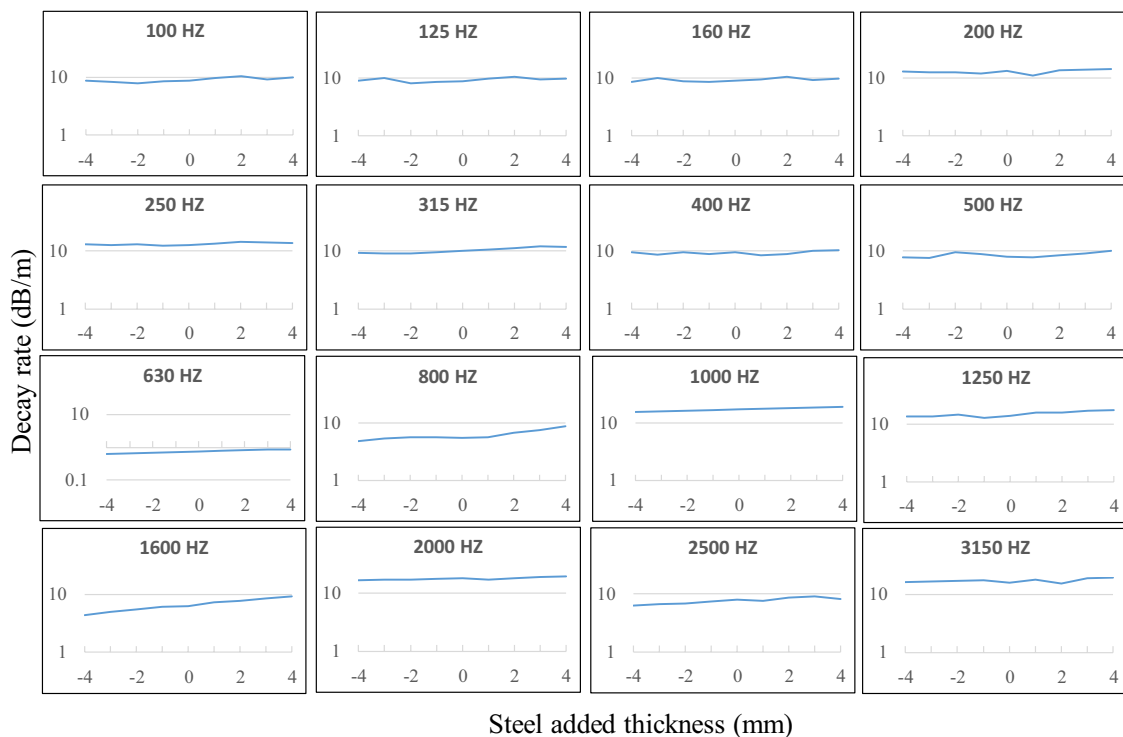 100 HZ
10
1
-4 -2 0 2 4
125 HZ
10
1
-4 -2 0 2 4
160 HZ
10
1
-4 -2 0 2 4
200 HZ
10
1
-4 -2 0 2 4
250 HZ
10
1
-4 -2 0 2 4
315 HZ
10
1
-4 -2 0 2 4
400 HZ
10
1
-4 -2 0 2 4
500 HZ
10
1
-4 -2 0 2 4
630 HZ
10
0.1
-4 -2 0 2 4
800 HZ
10
1
-4 -2 0 2 4
1000 HZ
10
1
-4 -2 0 2 4
1250 HZ
10
1
-4 -2 0 2 4
1600 HZ
10
1
-4 -2 0 2 4
2000 HZ
10
1
-4 -2 0 2 4
2500 HZ
10
1
-4 -2 0 2 4
3150 HZ
10
1
-4 -2 0 2 4
Decay rate (dB/m)
Steel added thickness (mm)